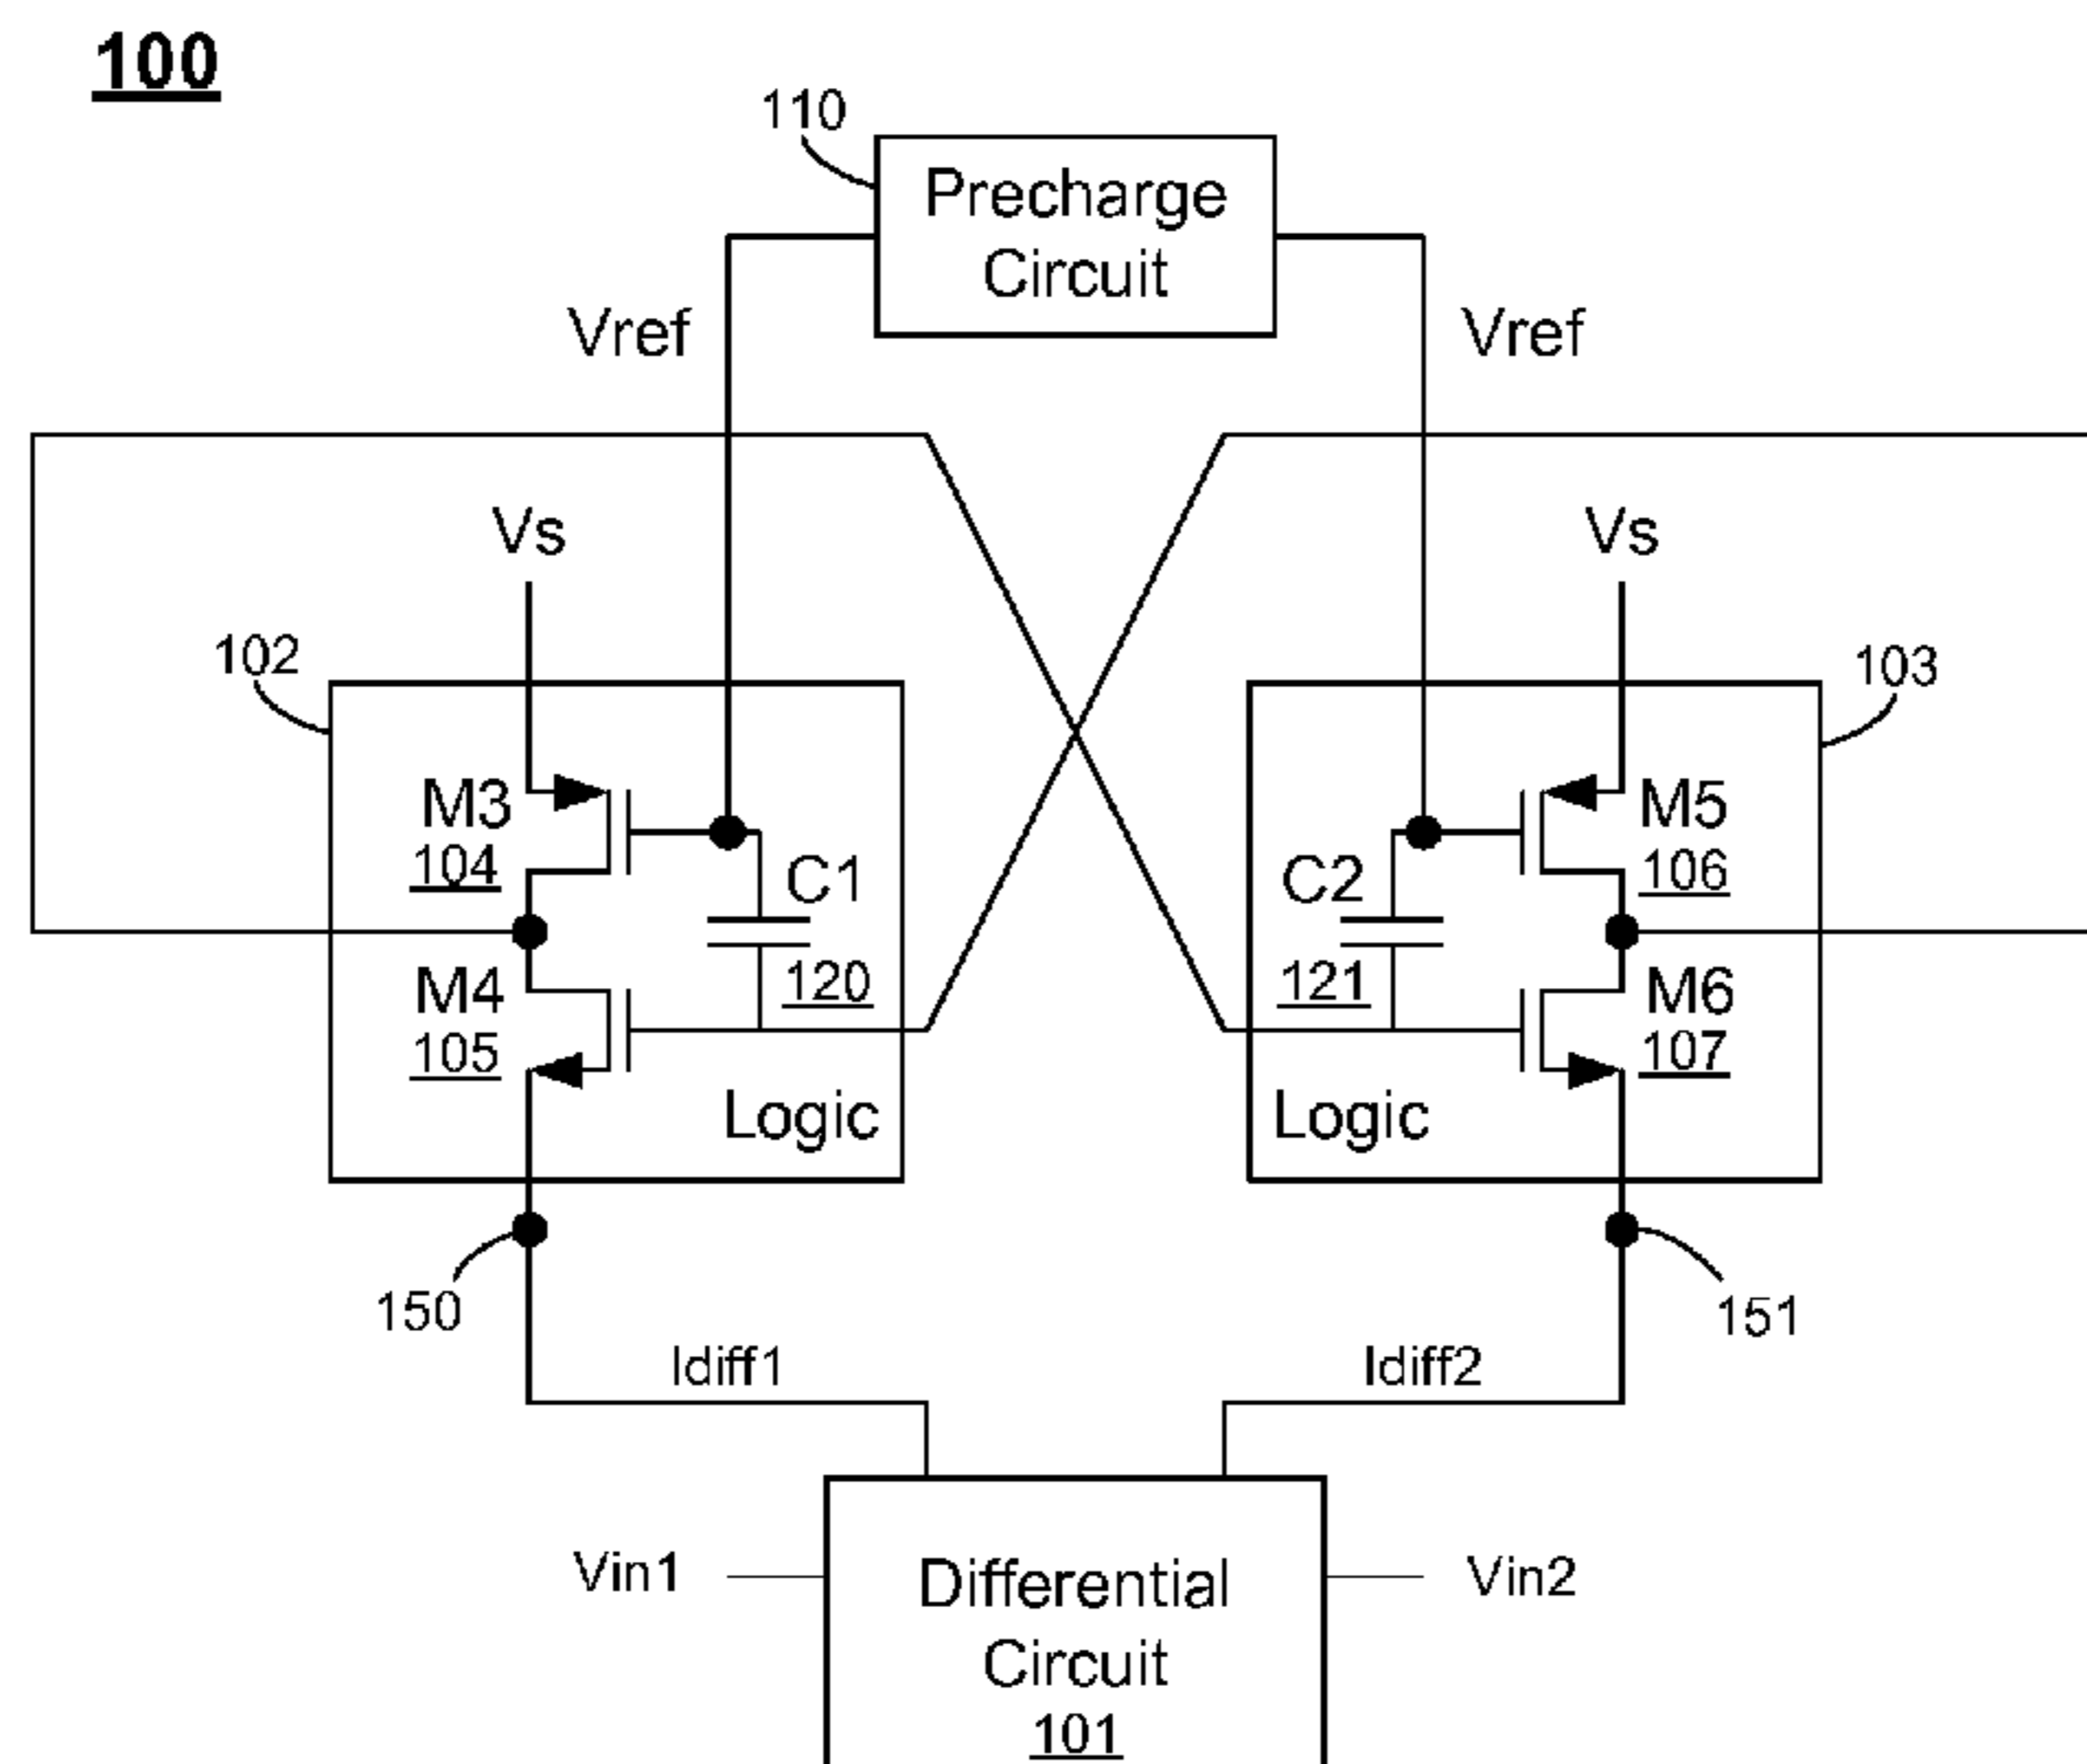 100
110
Precharge
Circuit
Vref
Vref
Vs
Vs
102
103
M3
104
C1
120
M4
105
Logic
C2
121
M5
106
M6
107
Logic
150
151
Idiff1
Idiff2
Vin1
Vin2
Differential
Circuit
101